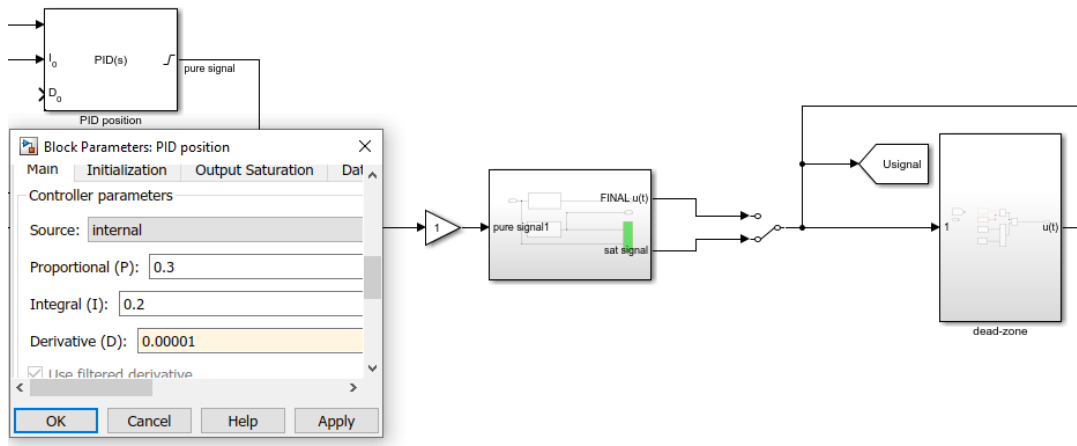 I₀
PID(s)
D₀
pure signal
PID position
Block Parameters: PID position
Main Initialization Output Saturation Dat
Controller parameters
Source: internal
Proportional (P): 0.3
Integral (I): 0.2
Derivative (D): 0.00001
Use filtered derivative
OK Cancel Help Apply
1
pure signal1
FINAL u(t)
sat signal
Usignal
1
u(t)
dead-zone